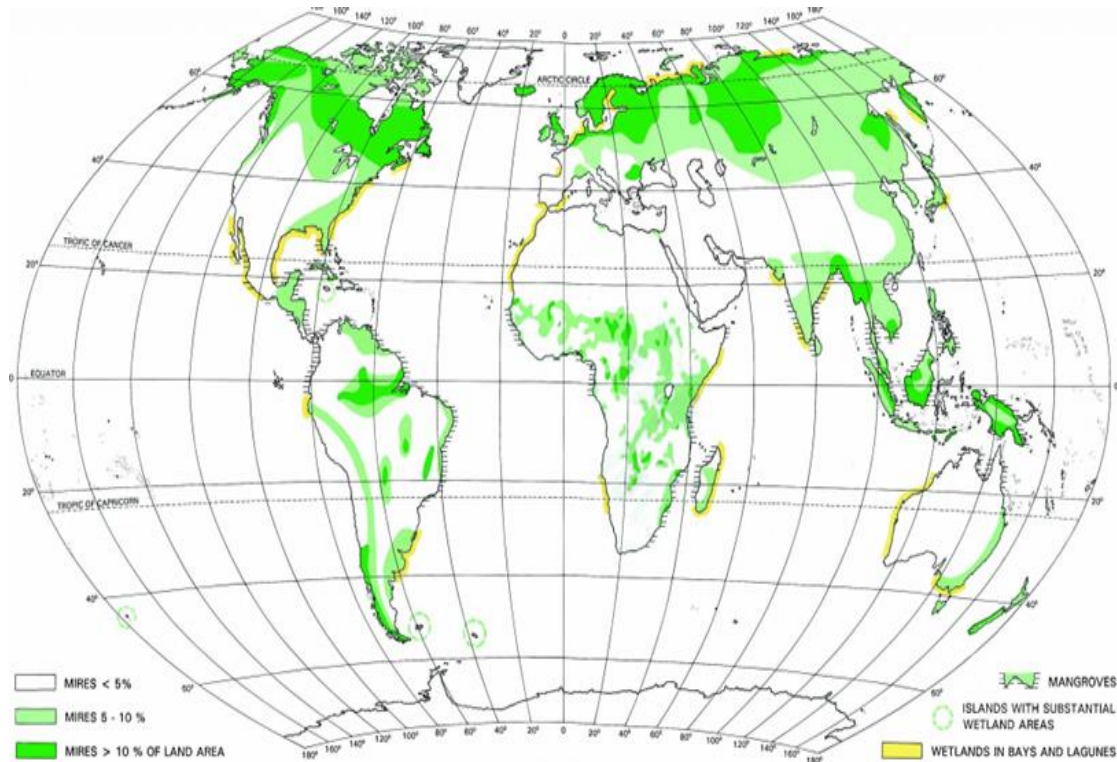 180° 160° 140° 120° 100° 80° 60° 40° 20° 0 20° 40° 60° 80° 100° 120° 140° 160° 180°
ARCTIC CIRCLE
60° 60°
40° 40°
TROPIC OF CANCER
20° 20°
EQUATOR
0 0
20° 20°
TROPIC OF CAPRICORN
40° 40°
60° 60°
MIRES < 5%
MIRES 5 - 10 %
MIRES > 10 % OF LAND AREA
MANGROVES
ISLANDS WITH SUBSTANTIAL
WETLAND AREAS
WETLANDS IN BAYS AND LAGUNES
180° 160° 140° 120° 100° 80° 60° 40° 20° 0 20° 40° 60° 80° 100° 120° 140° 160° 180°